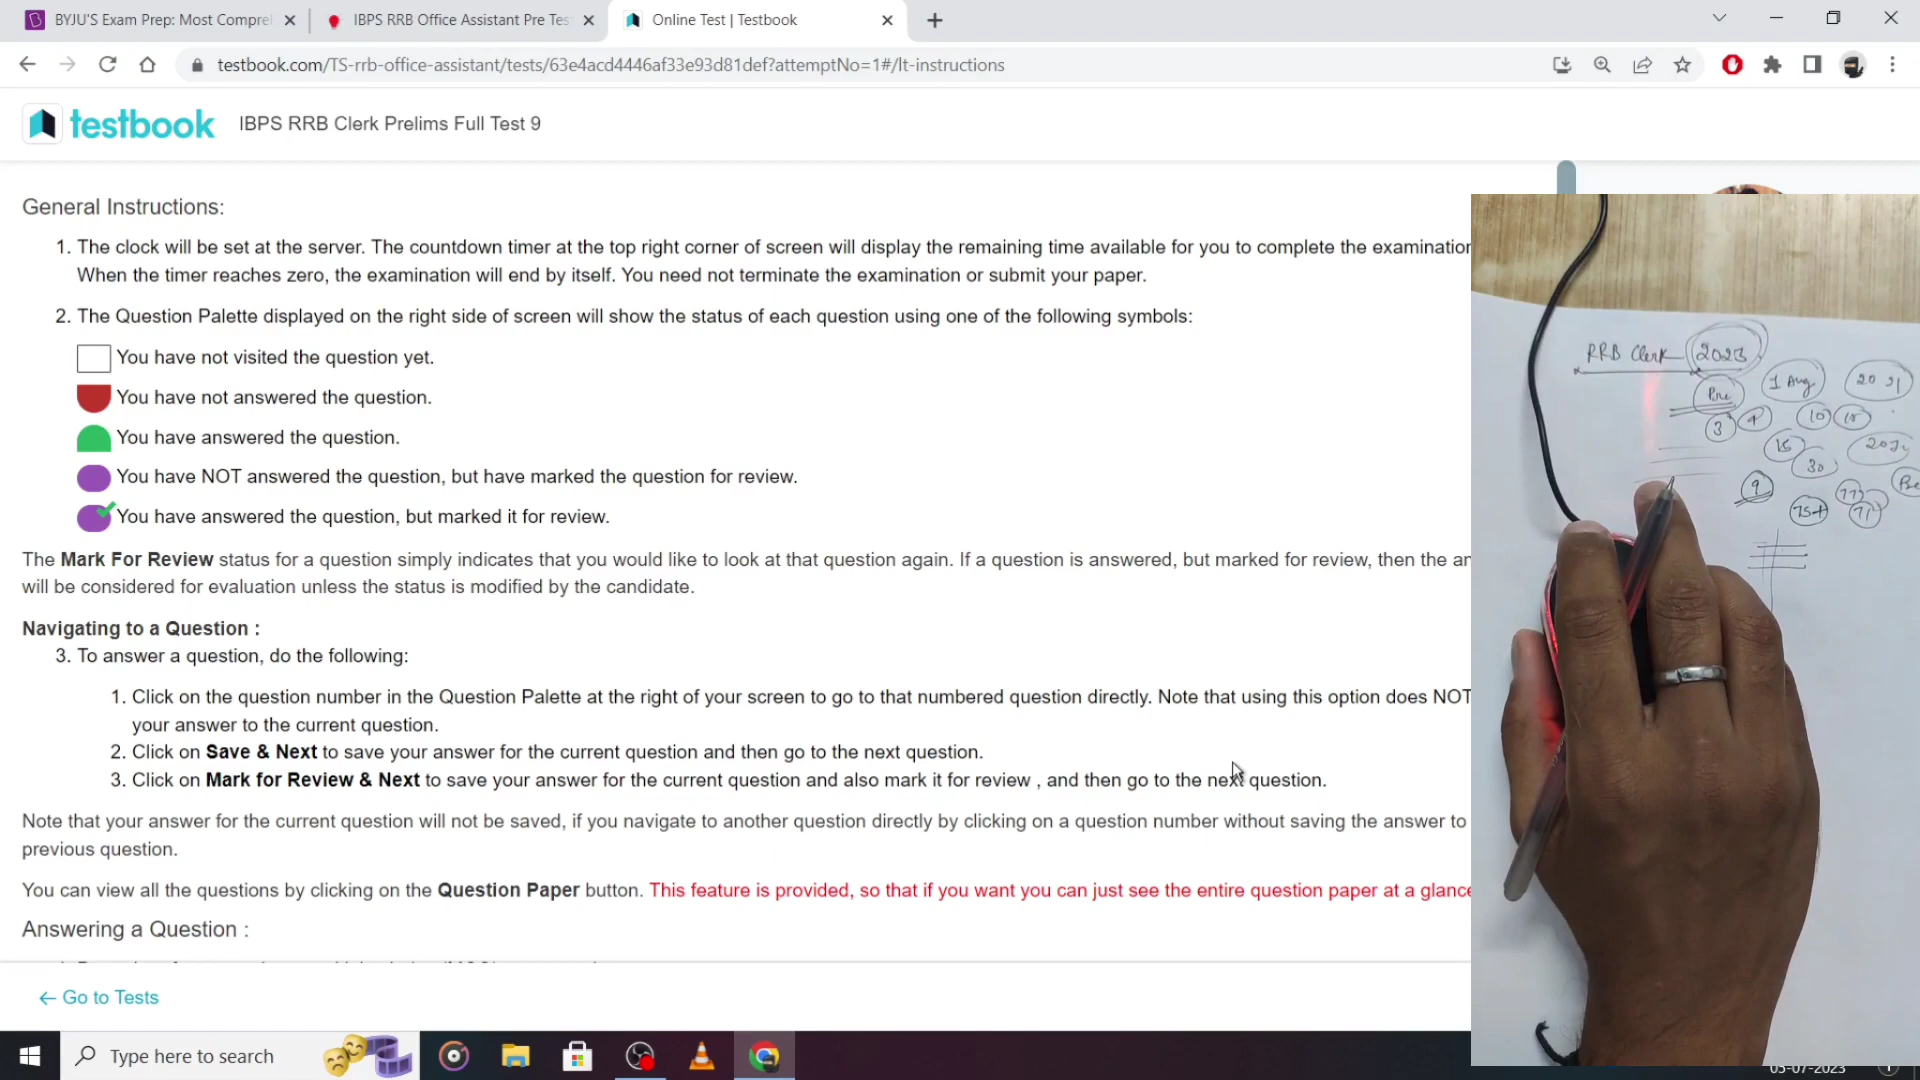 BYJU'S Exam Prep: Most Compre
IBPS RRB Office Assistant Pre Tes
Online Test | Testbook
testbook.com/TS-rrb-office-assistant/tests/63e4acd4446af33e93d81def?attemptNo=1#/lt-instructions
testbook
IBPS RRB Clerk Prelims Full Test 9
General Instructions:
1. The clock will be set at the server. The countdown timer at the top right corner of screen will display the remaining time available for you to complete the examination
When the timer reaches zero, the examination will end by itself. You need not terminate the examination or submit your paper.
2. The Question Palette displayed on the right side of screen will show the status of each question using one of the following symbols:
You have not visited the question yet.
You have not answered the question.
You have answered the question.
You have NOT answered the question, but have marked the question for review.
You have answered the question, but marked it for review.
The Mark For Review status for a question simply indicates that you would like to look at that question again. If a question is answered, but marked for review, then the an
will be considered for evaluation unless the status is modified by the candidate.
Navigating to a Question :
3. To answer a question, do the following:
1. Click on the question number in the Question Palette at the right of your screen to go to that numbered question directly. Note that using this option does NOT
your answer to the current question.
2. Click on Save & Next to save your answer for the current question and then go to the next question.
3. Click on Mark for Review & Next to save your answer for the current question and also mark it for review , and then go to the next question.
Note that your answer for the current question will not be saved, if you navigate to another question directly by clicking on a question number without saving the answer to
previous question.
You can view all the questions by clicking on the Question Paper button. This feature is provided, so that if you want you can just see the entire question paper at a glance
Answering a Question :
← Go to Tests
Type here to search
05-07-2023
RRB Clerk 2023
Pre 1 Aug 20 21
3 4 10 15
15
30
9
75+ 77
71
Pre